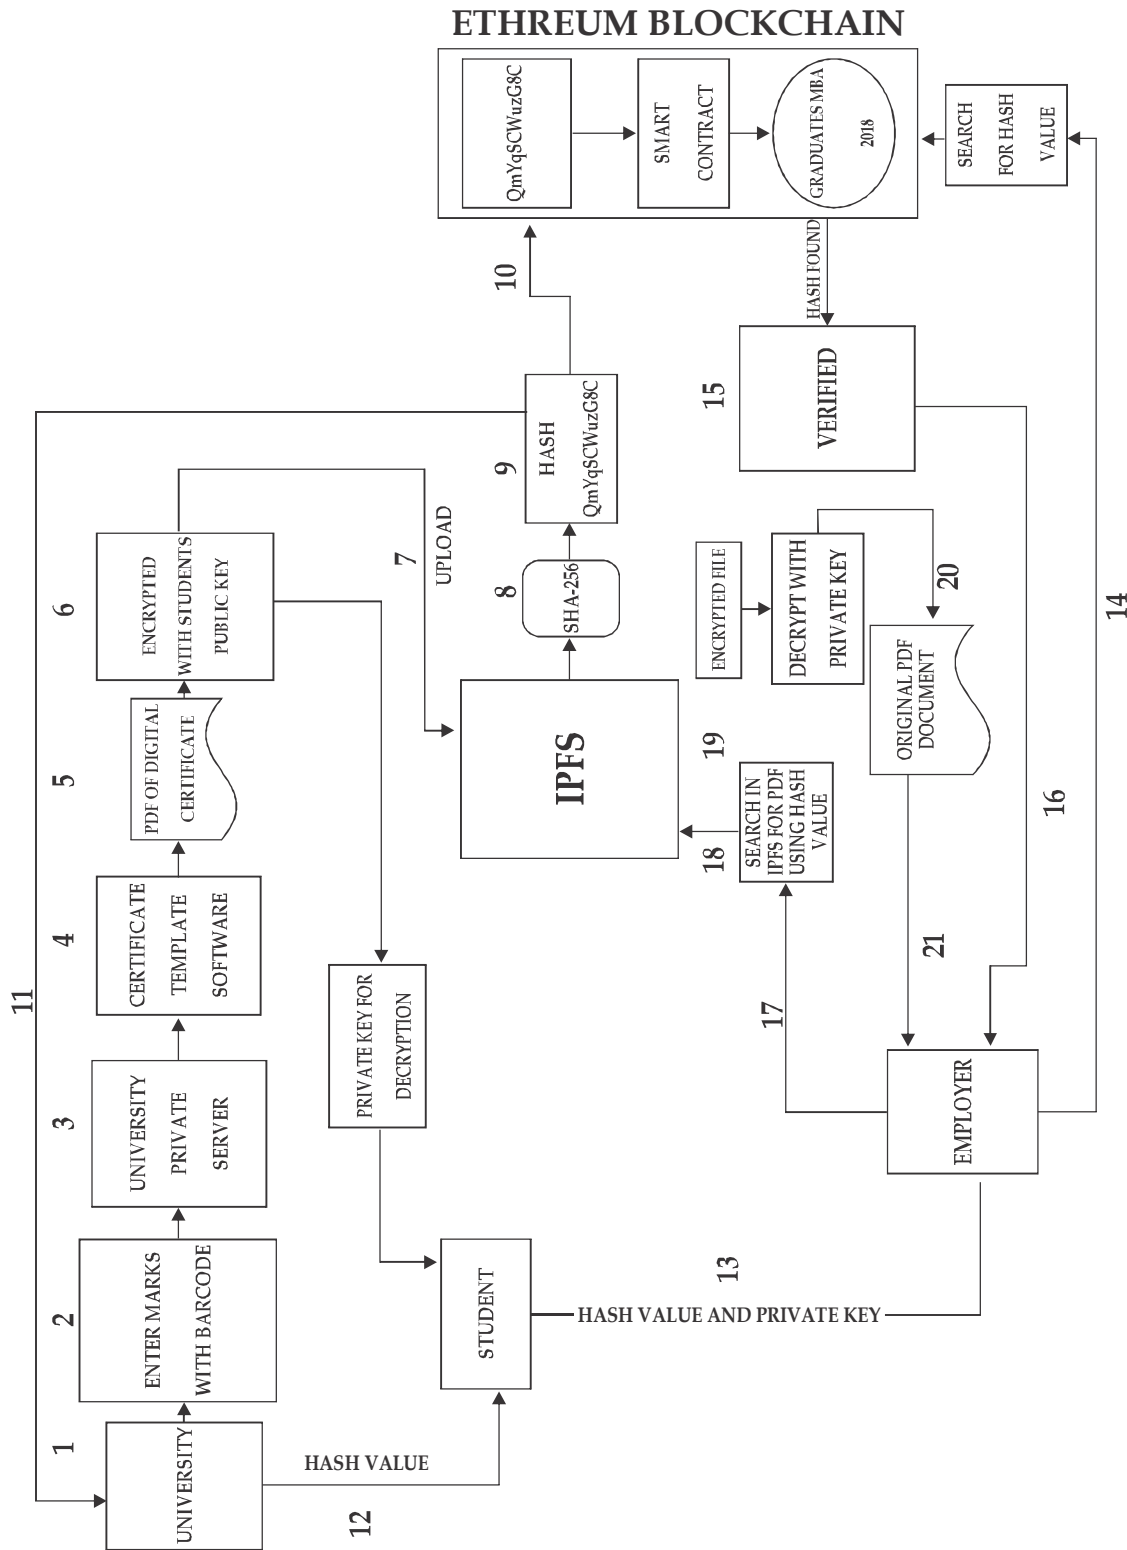 ETHREUM BLOCKCHAIN
1
UNIVERSITY
2
ENTER MARKS
WITH BARCODE
3
UNIVERSITY
PRIVATE
SERVER
4
CERTIFICATE
TEMPLATE
SOFTWARE
5
PDF OF DIGITAL
CERTIFICATE
6
ENCRYPTED
WITH STUDENTS
PUBLIC KEY
7
UPLOAD
IPFS
8
SHA-256
9
HASH
QmYqSCWuzG8C
10
QmYqSCWuzG8C
SMART
CONTRACT
GRADUATES MBA
2018
11
12
HASH VALUE
PRIVATE KEY FOR
DECRYPTION
STUDENT
13
HASH VALUE AND PRIVATE KEY
EMPLOYER
14
SEARCH
FOR HASH
VALUE
HASH FOUND
15
VERIFIED
16
17
18
SEARCH IN
IPFS FOR PDF
USING HASH
VALUE
19
ENCRYPTED FILE
DECRYPT WITH
PRIVATE KEY
20
ORIGINAL PDF
DOCUMENT
21